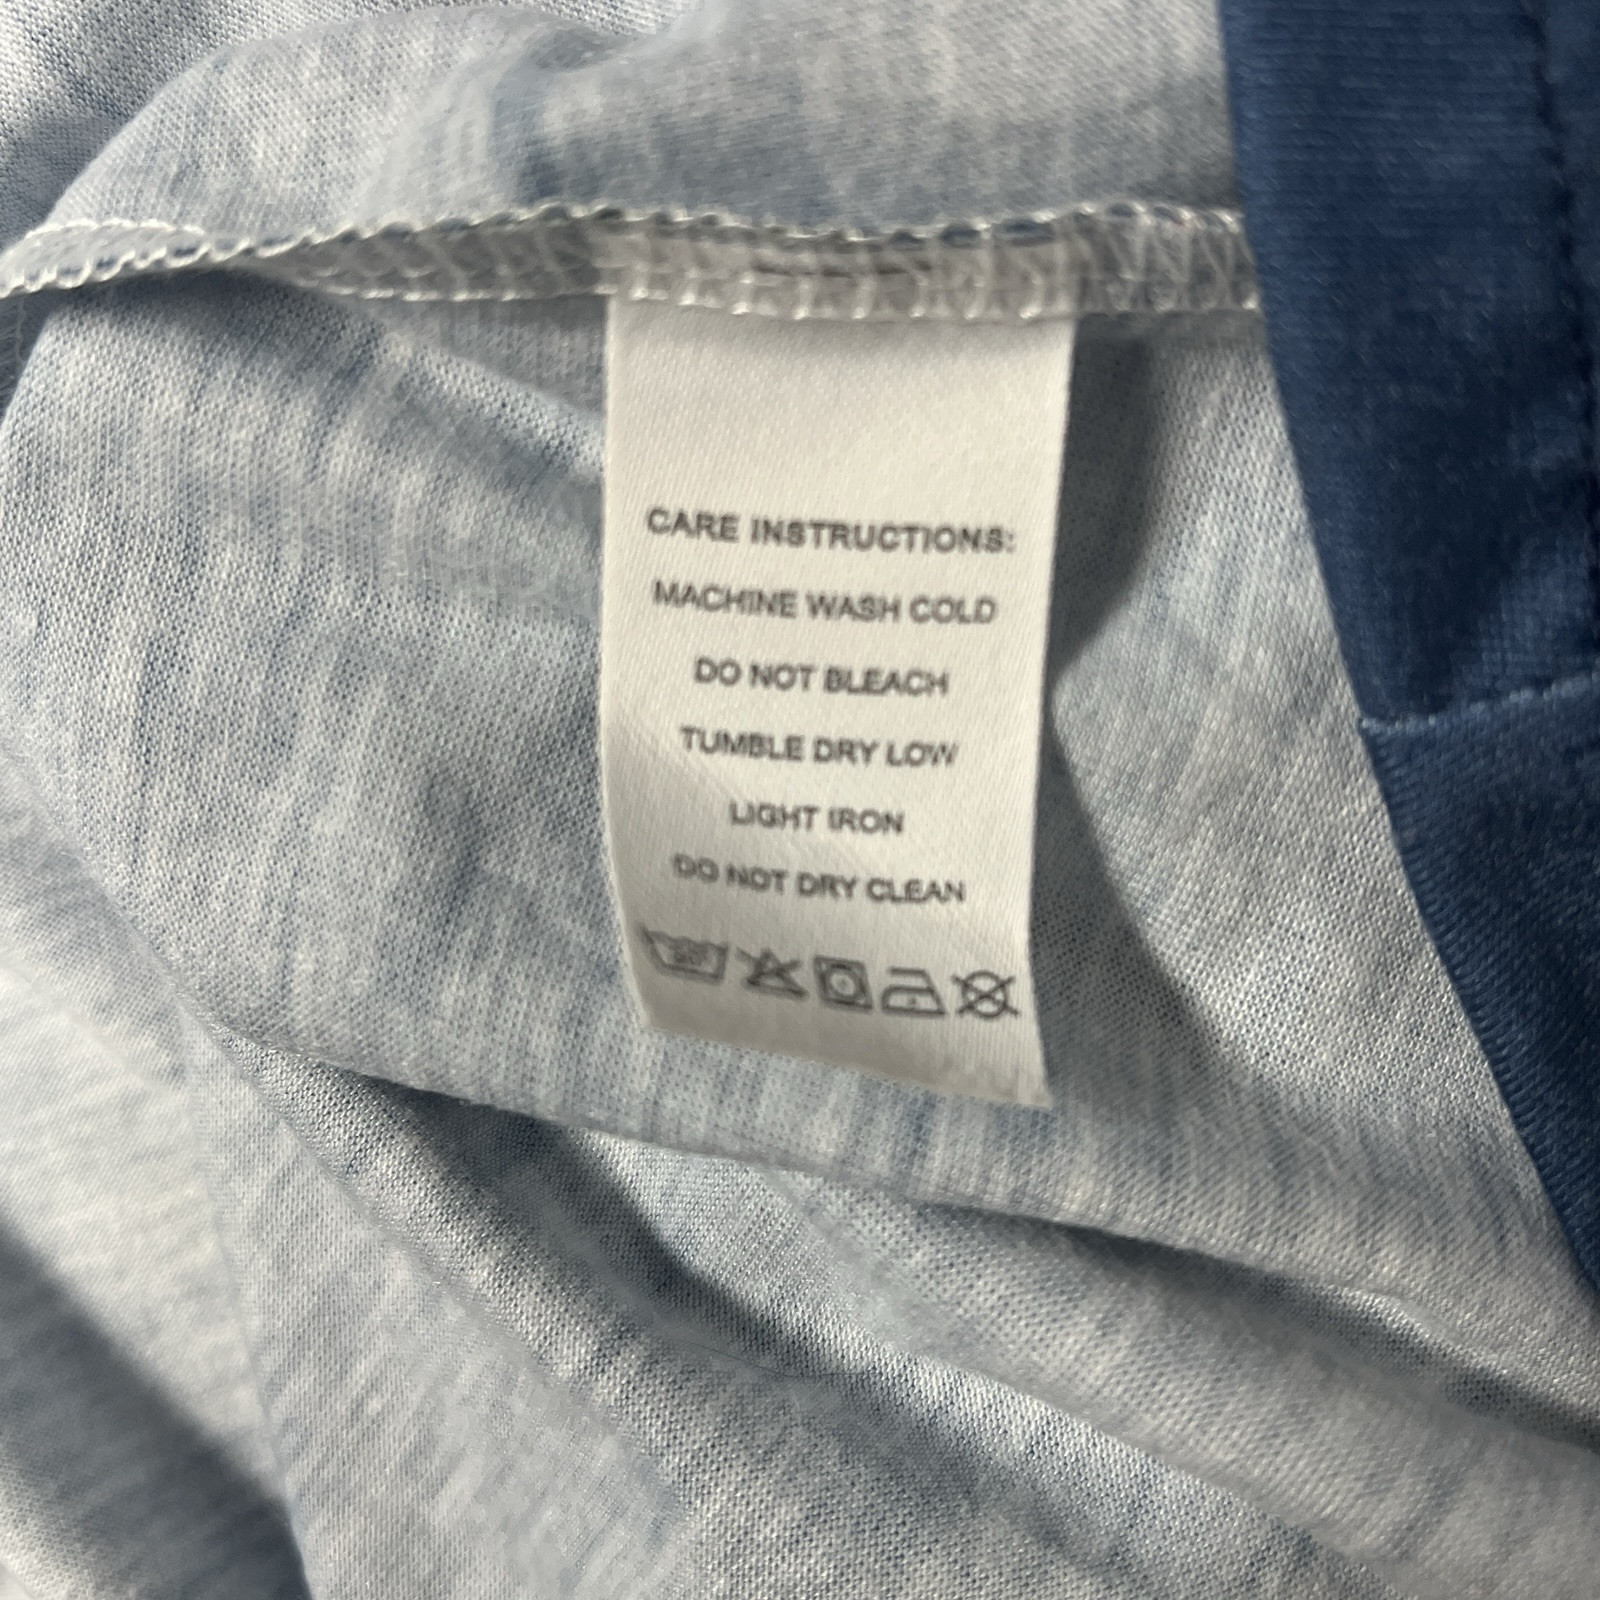 CARE INSTRUCTIONS:
MACHINE WASH COLD
DO NOT BLEACH
TUMBLE DRY LOW
LIGHT IRON
DO NOT DRY CLEAN